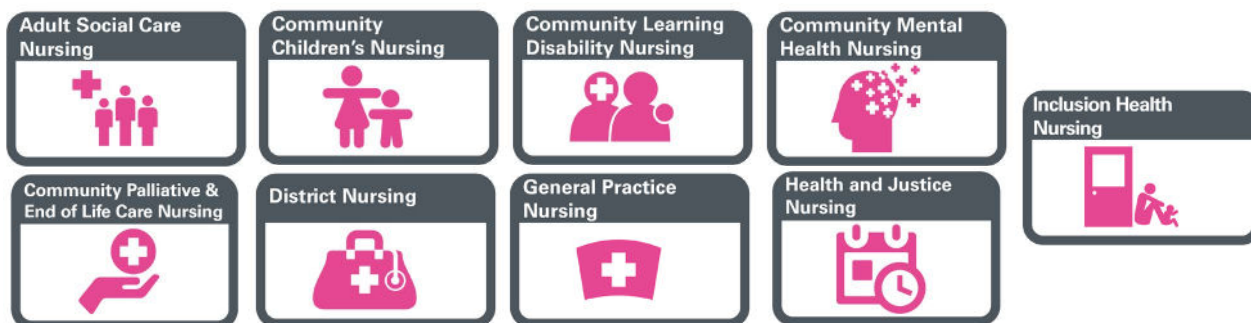 Adult Social Care
Nursing
Community
Children's Nursing
Community Learning
Disability Nursing
Community Mental
Health Nursing
Inclusion Health
Nursing
Community Palliative &
End of Life Care Nursing
District Nursing
General Practice
Nursing
Health and Justice
Nursing